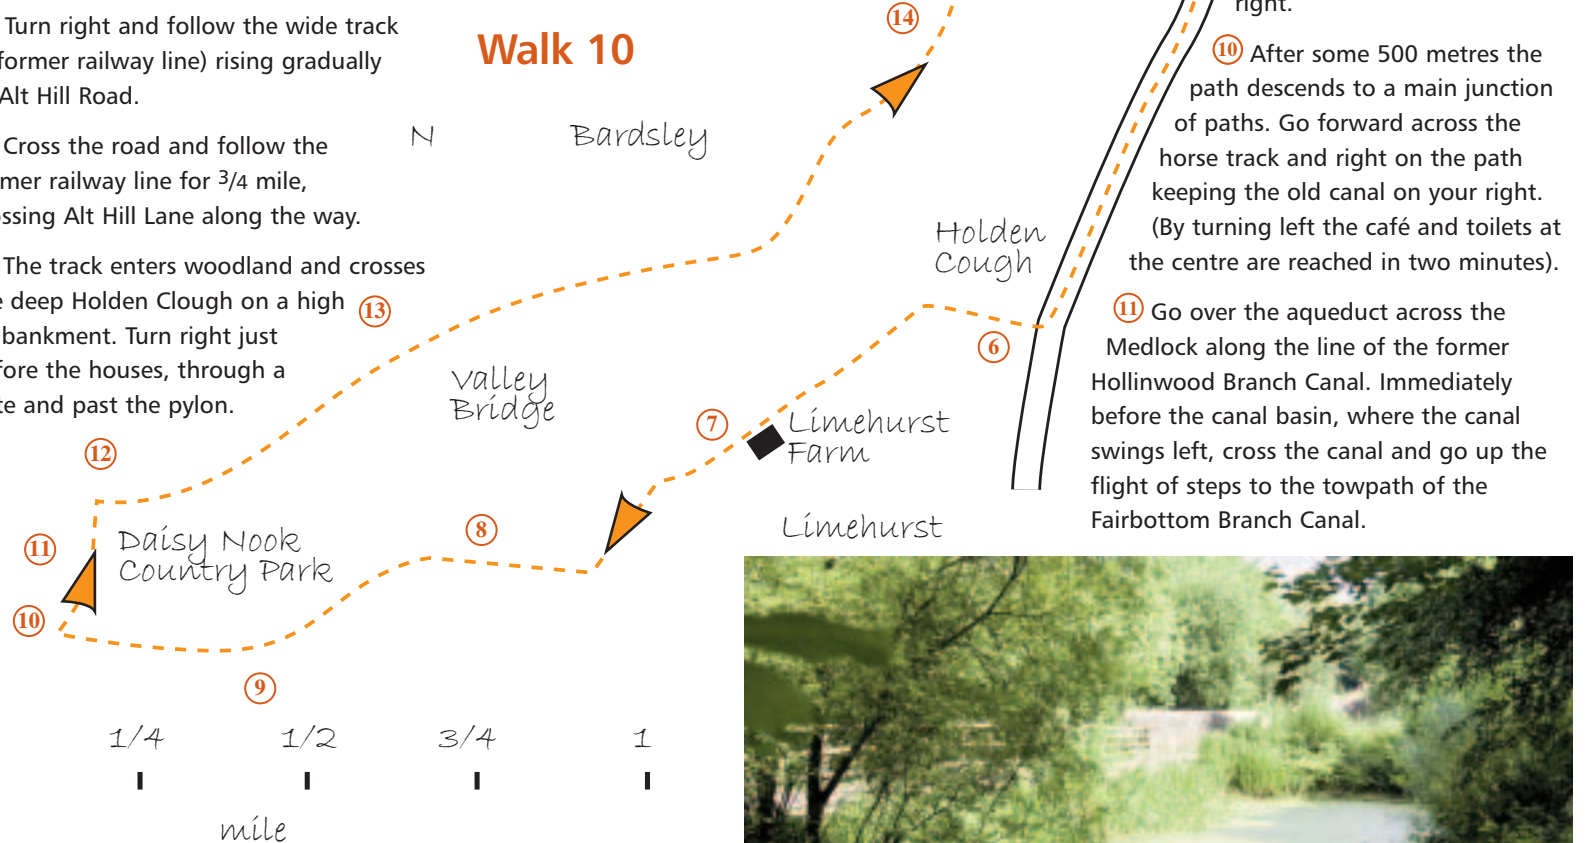 Turn right and follow the wide track
former railway line) rising gradually
Alt Hill Road.
Cross the road and follow the
mer railway line for 3/4 mile,
ssing Alt Hill Lane along the way.
The track enters woodland and crosses
e deep Holden Clough on a high
bankment. Turn right just
fore the houses, through a
te and past the pylon.
Walk 10
N
Bardsley
14
13
Holden
Cough
6
Valley
Bridge
7
Limehurst
Farm
12
Limehurst
8
11
Daisy Nook
Country Park
10
9
1/4 1/2 3/4 1
mile
right.
10 After some 500 metres the
path descends to a main junction
of paths. Go forward across the
horse track and right on the path
keeping the old canal on your right.
(By turning left the café and toilets at
the centre are reached in two minutes).
11 Go over the aqueduct across the
Medlock along the line of the former
Hollinwood Branch Canal. Immediately
before the canal basin, where the canal
swings left, cross the canal and go up the
flight of steps to the towpath of the
Fairbottom Branch Canal.